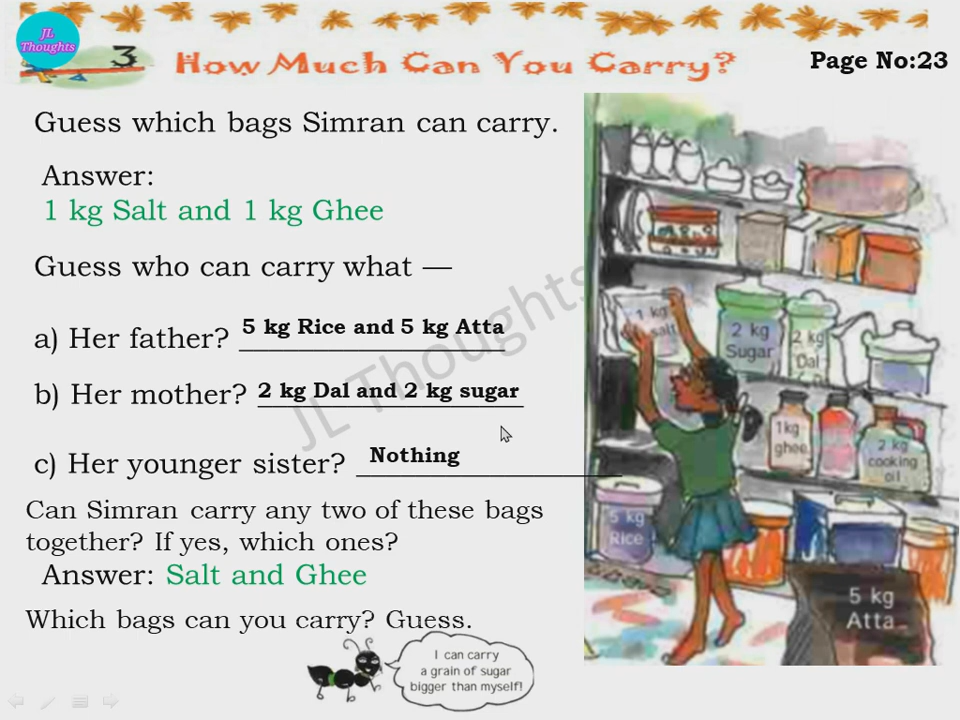 JL
Thoughts
3 How Much Can You Carry?
Page No:23
Guess which bags Simran can carry.
Answer:
1 kg Salt and 1 kg Ghee
Guess who can carry what —
a) Her father? 5 kg Rice and 5 kg Atta
b) Her mother? 2 kg Dal and 2 kg sugar
c) Her younger sister? Nothing
Can Simran carry any two of these bags
together? If yes, which ones?
Answer: Salt and Ghee
Which bags can you carry? Guess.
I can carry
a grain of sugar
bigger than myself!
JL Thoughts
1 kg
salt
2 kg
Sugar
2 kg
Dal
1kg
ghee
2 kg
cooking
oil
5 kg
Rice
5 kg
Atta